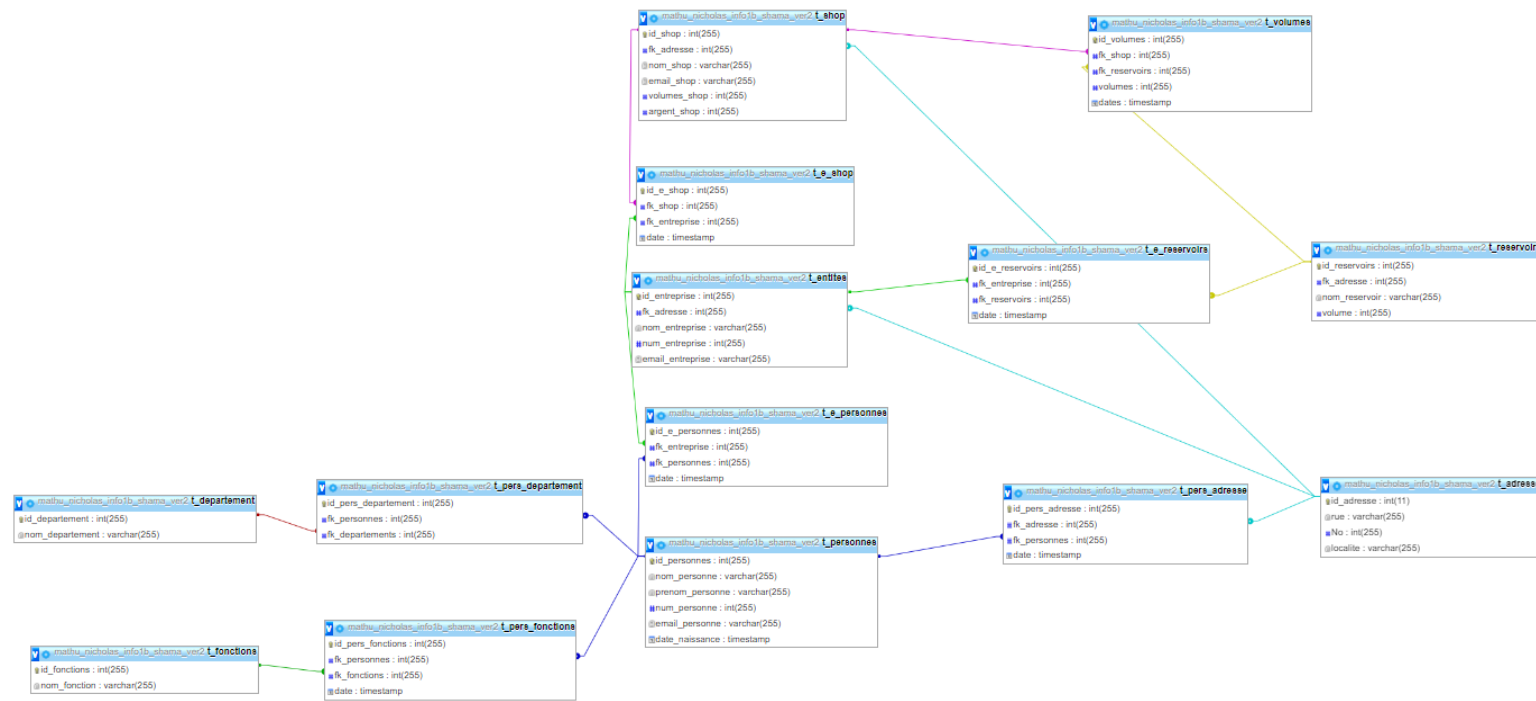 mathu_nicholas_info1b_shama_ver2.t_shop
id_shop : int(255)
fk_adresse : int(255)
nom_shop : varchar(255)
email_shop : varchar(255)
volumes_shop : int(255)
argent_shop : int(255)
mathu_nicholas_info1b_shama_ver2.t_volumes
id_volumes : int(255)
fk_shop : int(255)
fk_reservoirs : int(255)
volumes : int(255)
dates : timestamp
mathu_nicholas_info1b_shama_ver2.t_e_shop
id_e_shop : int(255)
fk_shop : int(255)
fk_entreprise : int(255)
date : timestamp
mathu_nicholas_info1b_shama_ver2.t_e_reservoirs
id_e_reservoirs : int(255)
fk_entreprise : int(255)
fk_reservoirs : int(255)
date : timestamp
mathu_nicholas_info1b_shama_ver2.t_reservoir
id_reservoirs : int(255)
fk_adresse : int(255)
nom_reservoir : varchar(255)
volume : int(255)
mathu_nicholas_info1b_shama_ver2.t_entites
id_entreprise : int(255)
fk_adresse : int(255)
nom_entreprise : varchar(255)
num_entreprise : int(255)
email_entreprise : varchar(255)
mathu_nicholas_info1b_shama_ver2.t_e_personnes
id_e_personnes : int(255)
fk_entreprise : int(255)
fk_personnes : int(255)
date : timestamp
mathu_nicholas_info1b_shama_ver2.t_departement
id_departement : int(255)
nom_departement : varchar(255)
mathu_nicholas_info1b_shama_ver2.t_pers_departement
id_pers_departement : int(255)
fk_personnes : int(255)
fk_departements : int(255)
mathu_nicholas_info1b_shama_ver2.t_pers_adresse
id_pers_adresse : int(255)
fk_adresse : int(255)
fk_personnes : int(255)
date : timestamp
mathu_nicholas_info1b_shama_ver2.t_adress
id_adresse : int(11)
rue : varchar(255)
No : int(255)
localite : varchar(255)
mathu_nicholas_info1b_shama_ver2.t_personnes
id_personnes : int(255)
nom_personne : varchar(255)
prenom_personne : varchar(255)
num_personne : int(255)
email_personne : varchar(255)
date_naissance : timestamp
mathu_nicholas_info1b_shama_ver2.t_fonctions
id_fonctions : int(255)
nom_fonction : varchar(255)
mathu_nicholas_info1b_shama_ver2.t_pers_fonctions
id_pers_fonctions : int(255)
fk_personnes : int(255)
fk_fonctions : int(255)
date : timestamp